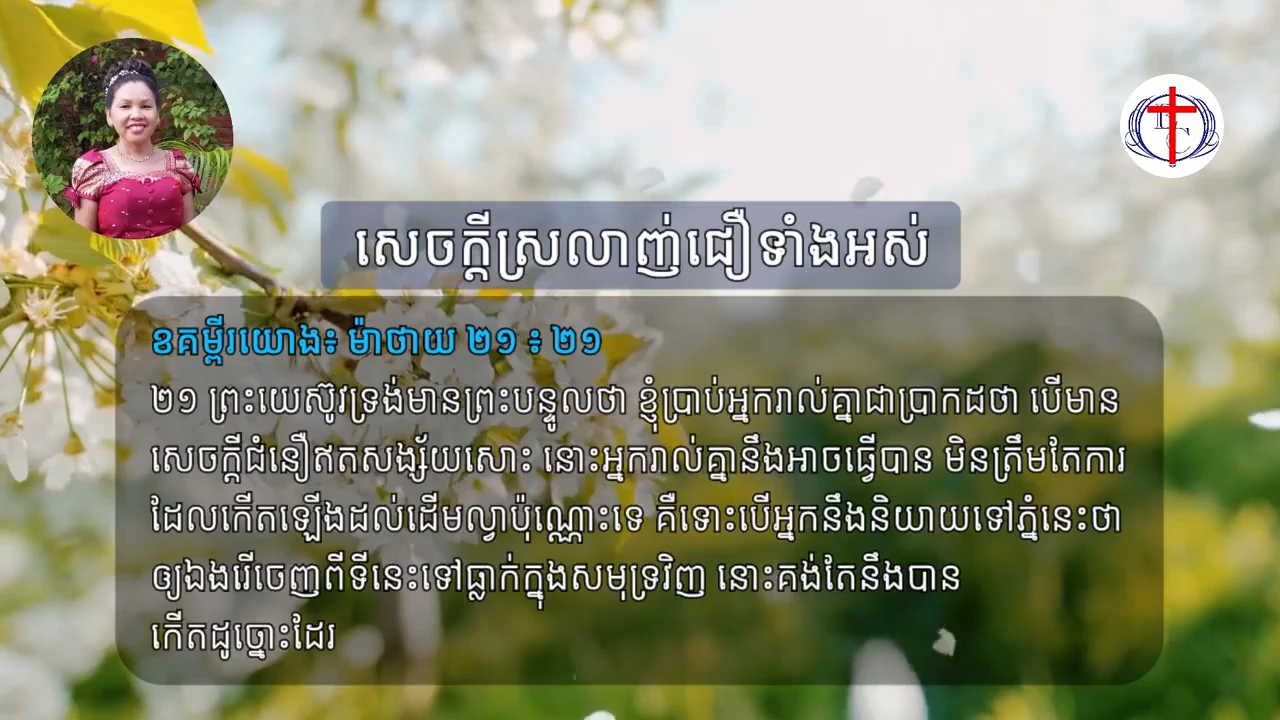 សេចក្ដីស្រលាញ់ជឿទាំងអស់
ខគម្ពីរយោង៖ ម៉ាថាយ ២១ ៖ ២១
២១ ព្រះយេស៊ូវទ្រង់មានព្រះបន្ទូលថា ខ្ញុំប្រាប់អ្នករាល់គ្នាជាប្រាកដថា បើមាន
សេចក្ដីជំនឿឥតសង្ស័យសោះ នោះអ្នករាល់គ្នានឹងអាចធ្វើបាន មិនត្រឹមតែការ
ដែលកើតឡើងដល់ដើមល្វាប៉ុណ្ណោះទេ គឺទោះបើអ្នកនឹងនិយាយទៅភ្នំនេះថា
ឲ្យឯងរើចេញពីទីនេះទៅធ្លាក់ក្នុងសមុទ្រវិញ នោះគង់តែនឹងបាន
កើតដូច្នោះដែរ